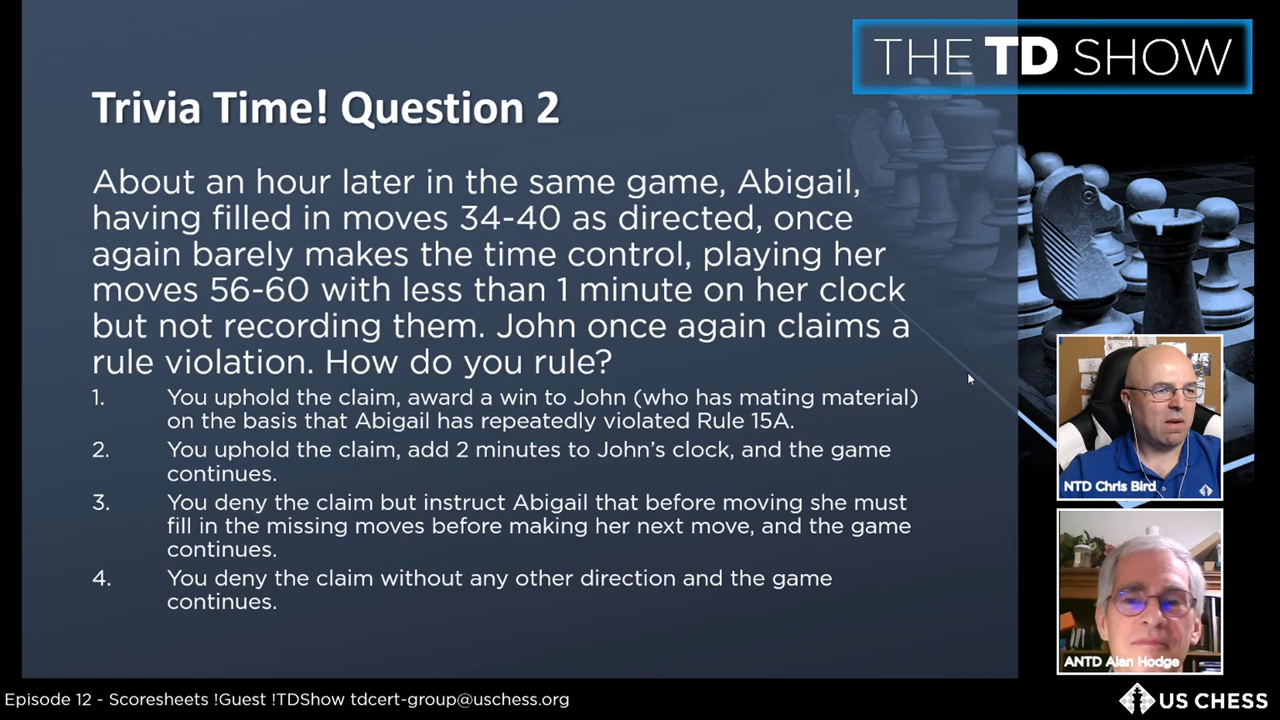 THE TD SHOW
Trivia Time! Question 2
About an hour later in the same game, Abigail,
having filled in moves 34-40 as directed, once
again barely makes the time control, playing her
moves 56-60 with less than 1 minute on her clock
but not recording them. John once again claims a
rule violation. How do you rule?
1. You uphold the claim, award a win to John (who has mating material)
on the basis that Abigail has repeatedly violated Rule 15A.
2. You uphold the claim, add 2 minutes to John's clock, and the game
continues.
3. You deny the claim but instruct Abigail that before moving she must
fill in the missing moves before making her next move, and the game
continues.
4. You deny the claim without any other direction and the game
continues.
NTD Chris Bird
ANTD Alan Hodge
Episode 12 - Scoresheets !Guest !TDShow tdcert-group@uschess.org
US CHESS